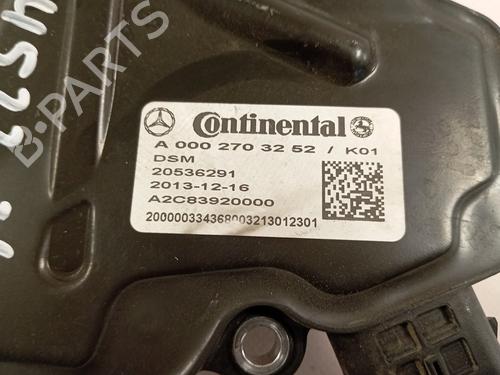 Continental
A 000 270 32 52 / K01
DSM
20536291
2013-12-16
A2C83920000
200000334368003213012301
B-PARTS